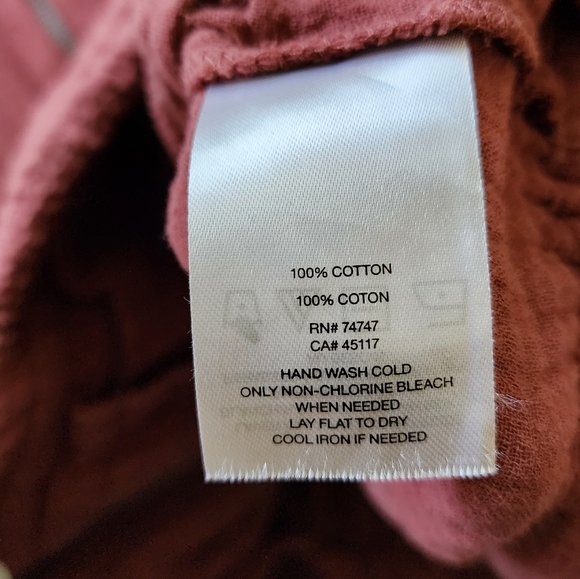 100% COTTON
100% COTON
RN# 74747
CA# 45117
HAND WASH COLD
ONLY NON-CHLORINE BLEACH
WHEN NEEDED
LAY FLAT TO DRY
COOL IRON IF NEEDED